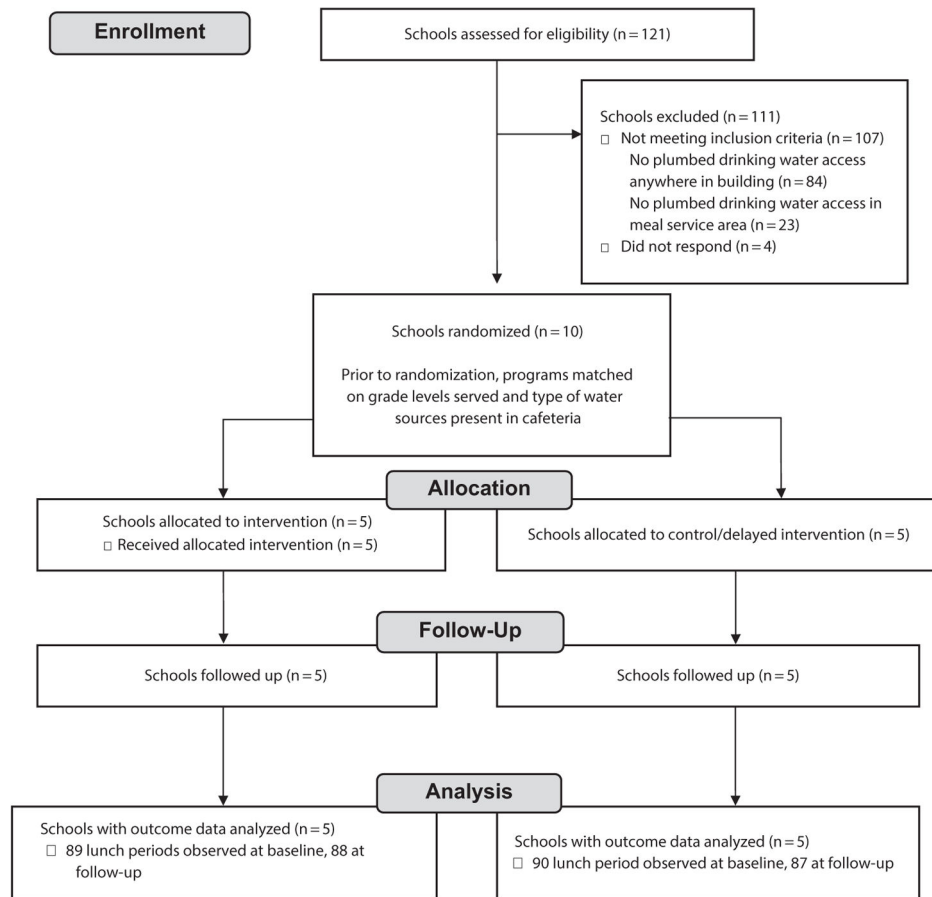 Enrollment
Schools assessed for eligibility (n = 121)
Schools excluded (n = 111)
□ Not meeting inclusion criteria (n = 107)
No plumbed drinking water access
anywhere in building (n = 84)
No plumbed drinking water access in
meal service area (n = 23)
□ Did not respond (n = 4)
Schools randomized (n = 10)
Prior to randomization, programs matched
on grade levels served and type of water
sources present in cafeteria
Allocation
Schools allocated to intervention (n = 5)
□ Received allocated intervention (n = 5)
Schools allocated to control/delayed intervention (n = 5)
Follow-Up
Schools followed up (n = 5)
Schools followed up (n = 5)
Analysis
Schools with outcome data analyzed (n = 5)
□ 89 lunch periods observed at baseline, 88 at
follow-up
Schools with outcome data analyzed (n = 5)
□ 90 lunch period observed at baseline, 87 at follow-up